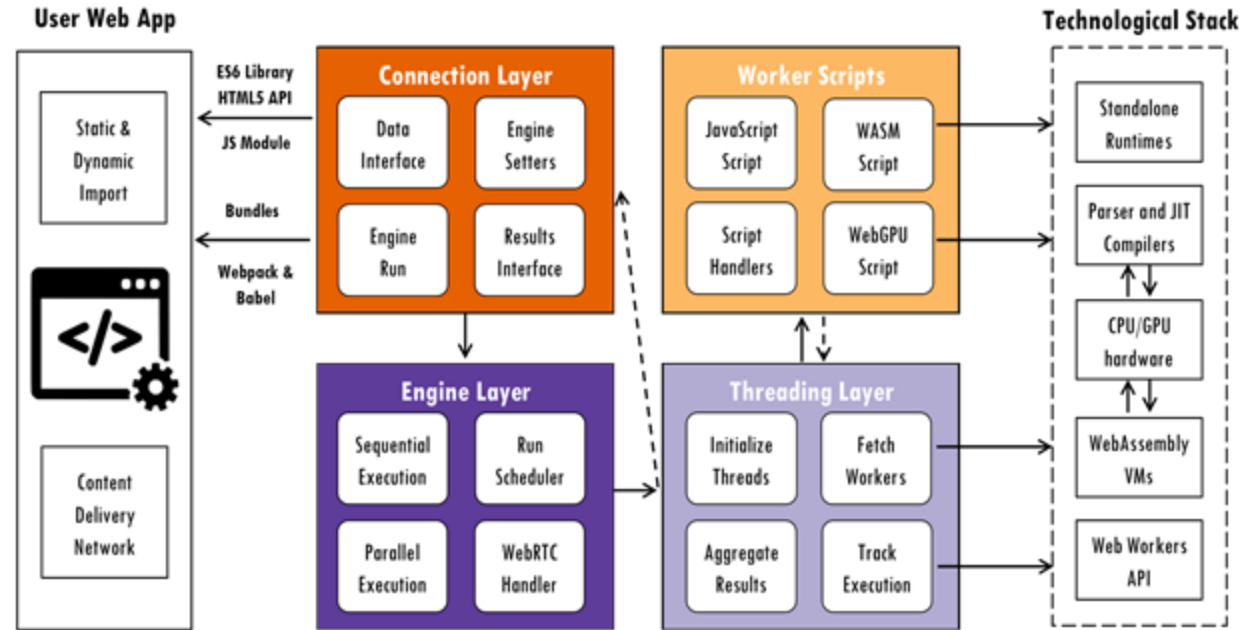 User Web App
Static &
Dynamic
Import
</>
Content
Delivery
Network
ES6 Library
HTML5 API
JS Module
Bundles
Webpack &
Babel
Connection Layer
Data
Interface
Engine
Setters
Engine
Run
Results
Interface
Engine Layer
Sequential
Execution
Run
Scheduler
Parallel
Execution
WebRTC
Handler
Worker Scripts
JavaScript
Script
WASM
Script
Script
Handlers
WebGPU
Script
Threading Layer
Initialize
Threads
Fetch
Workers
Aggregate
Results
Track
Execution
Technological Stack
Standalone
Runtimes
Parser and JIT
Compilers
CPU/GPU
hardware
WebAssembly
VMs
Web Workers
API